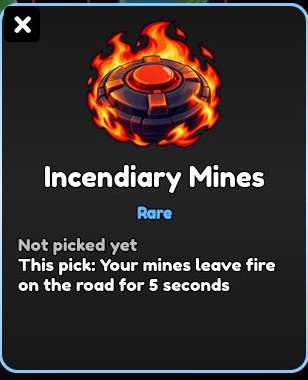 X
Incendiary Mines
Rare
Not picked yet
This pick: Your mines leave fire
on the road for 5 seconds